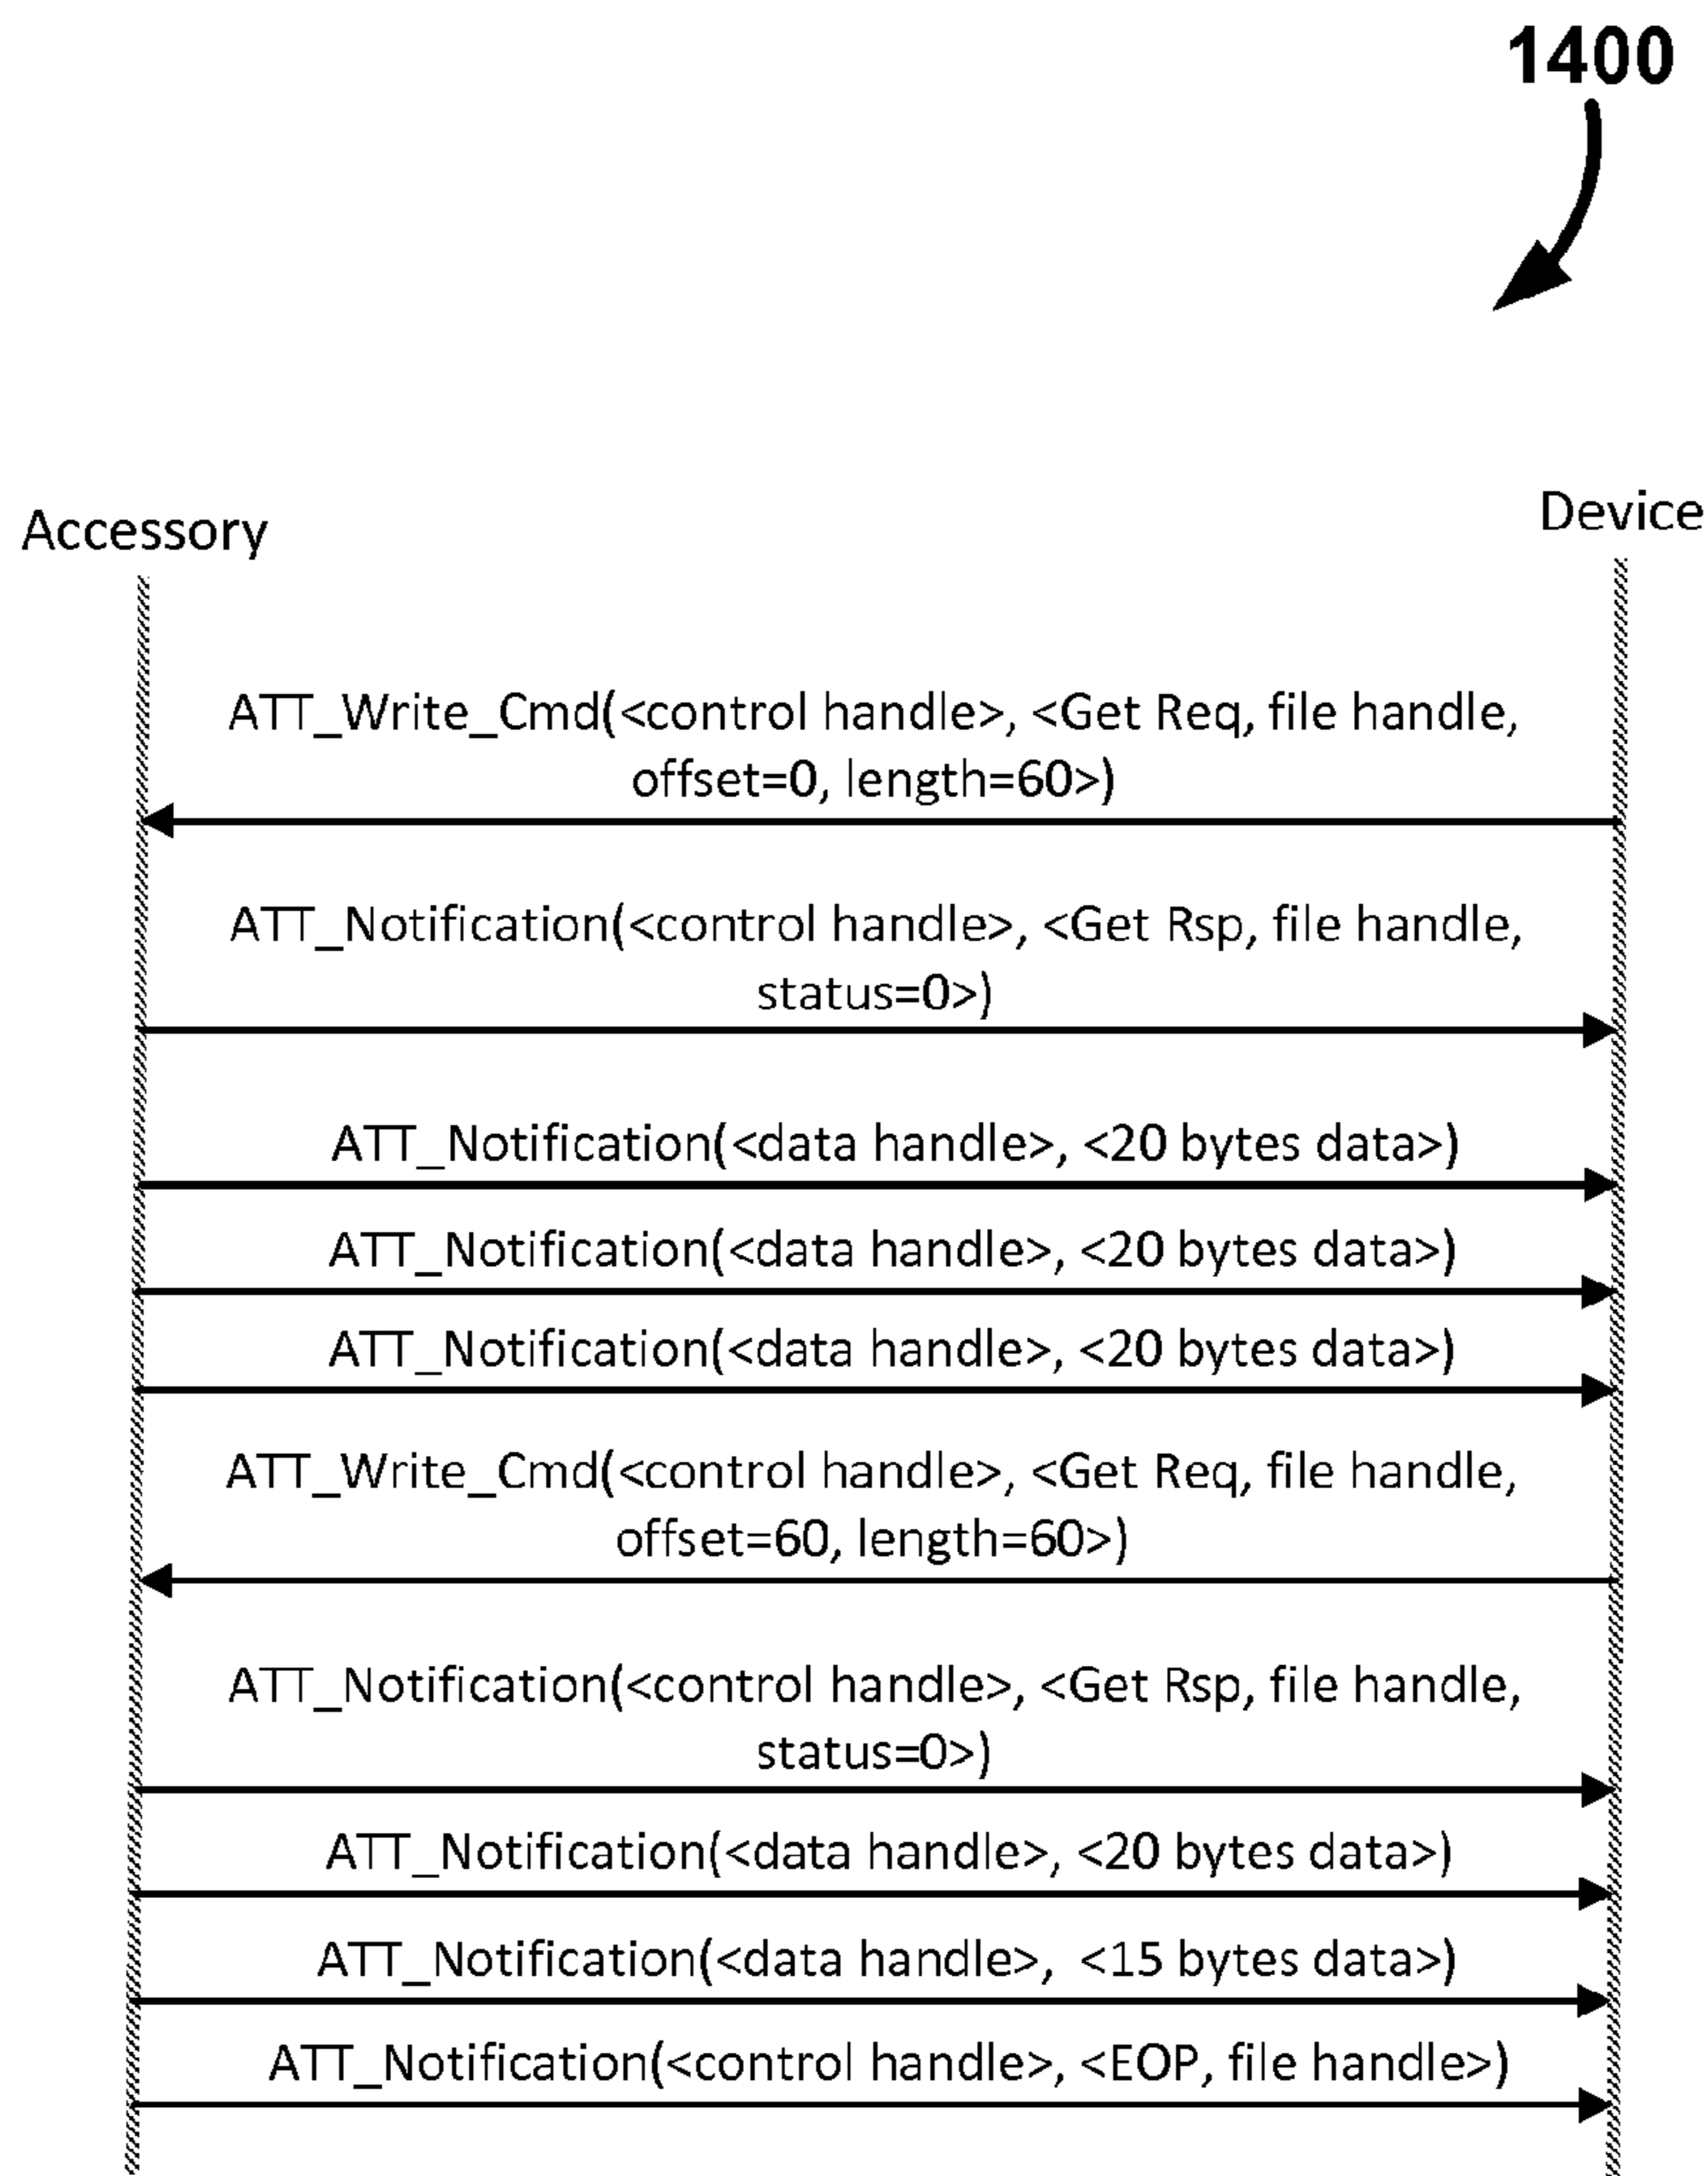 1400
Accessory
Device
ATT_Write_Cmd(<control handle>, <Get Req, file handle,
offset=0, length=60>)
ATT_Notification(<control handle>, <Get Rsp, file handle,
status=0>)
ATT_Notification(<data handle>, <20 bytes data>)
ATT_Notification(<data handle>, <20 bytes data>)
ATT_Notification(<data handle>, <20 bytes data>)
ATT_Write_Cmd(<control handle>, <Get Req, file handle,
offset=60, length=60>)
ATT_Notification(<control handle>, <Get Rsp, file handle,
status=0>)
ATT_Notification(<data handle>, <20 bytes data>)
ATT_Notification(<data handle>, <15 bytes data>)
ATT_Notification(<control handle>, <EOP, file handle>)